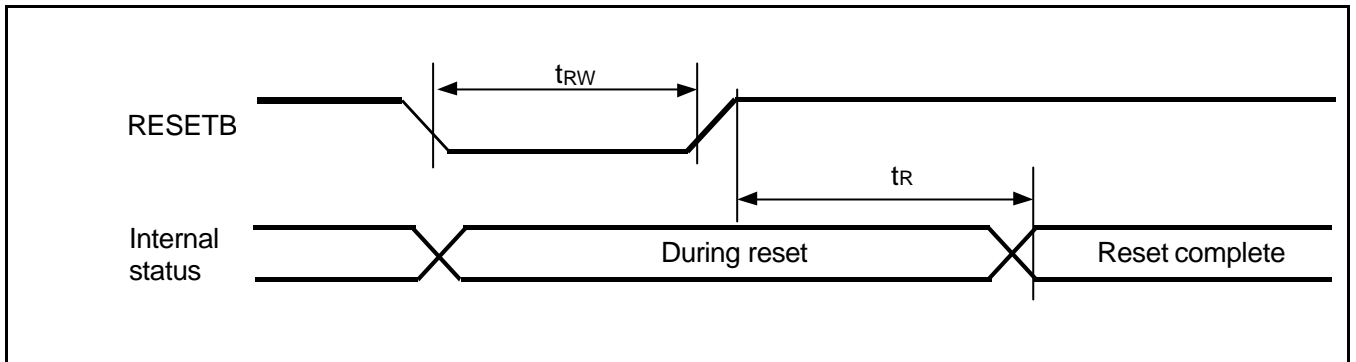 tRW
RESETB
tR
Internal
status
During reset
Reset complete